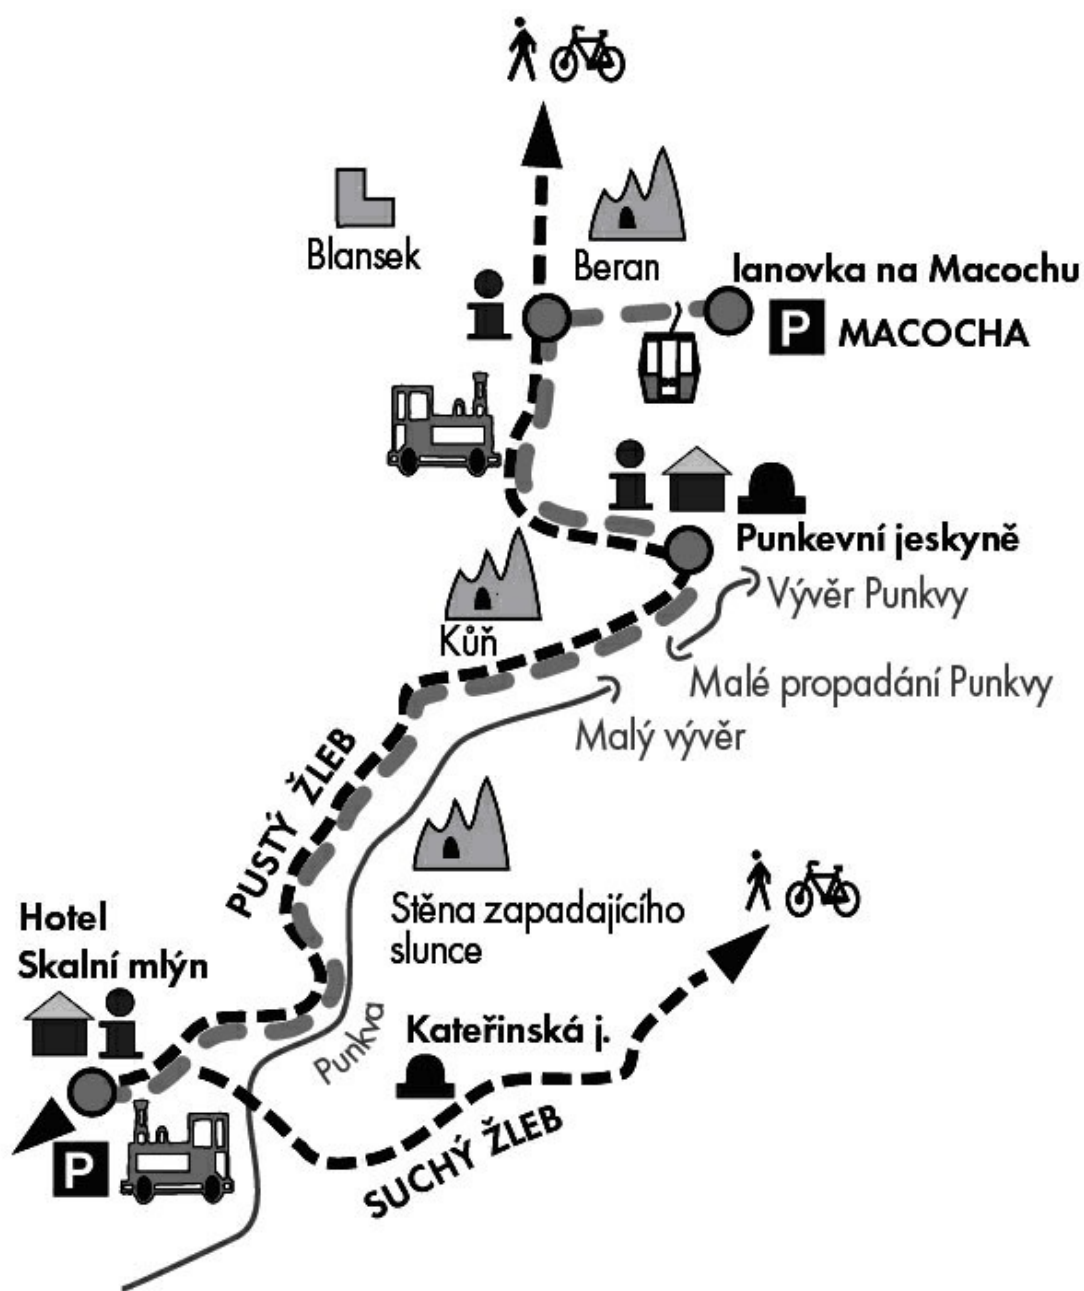 Blansek
Beran
lanovka na Macochu
P MACOCHA
Punkevní jeskyně
Vývěr Punkvy
Kůň
Malé propadání Punkvy
Malý vývěr
PUSTÝ ŽLEB
Stěna zapadajícího
slunce
Hotel
Skalní mlýn
Punkva
Kateřinská j.
P
SUCHÝ ŽLEB